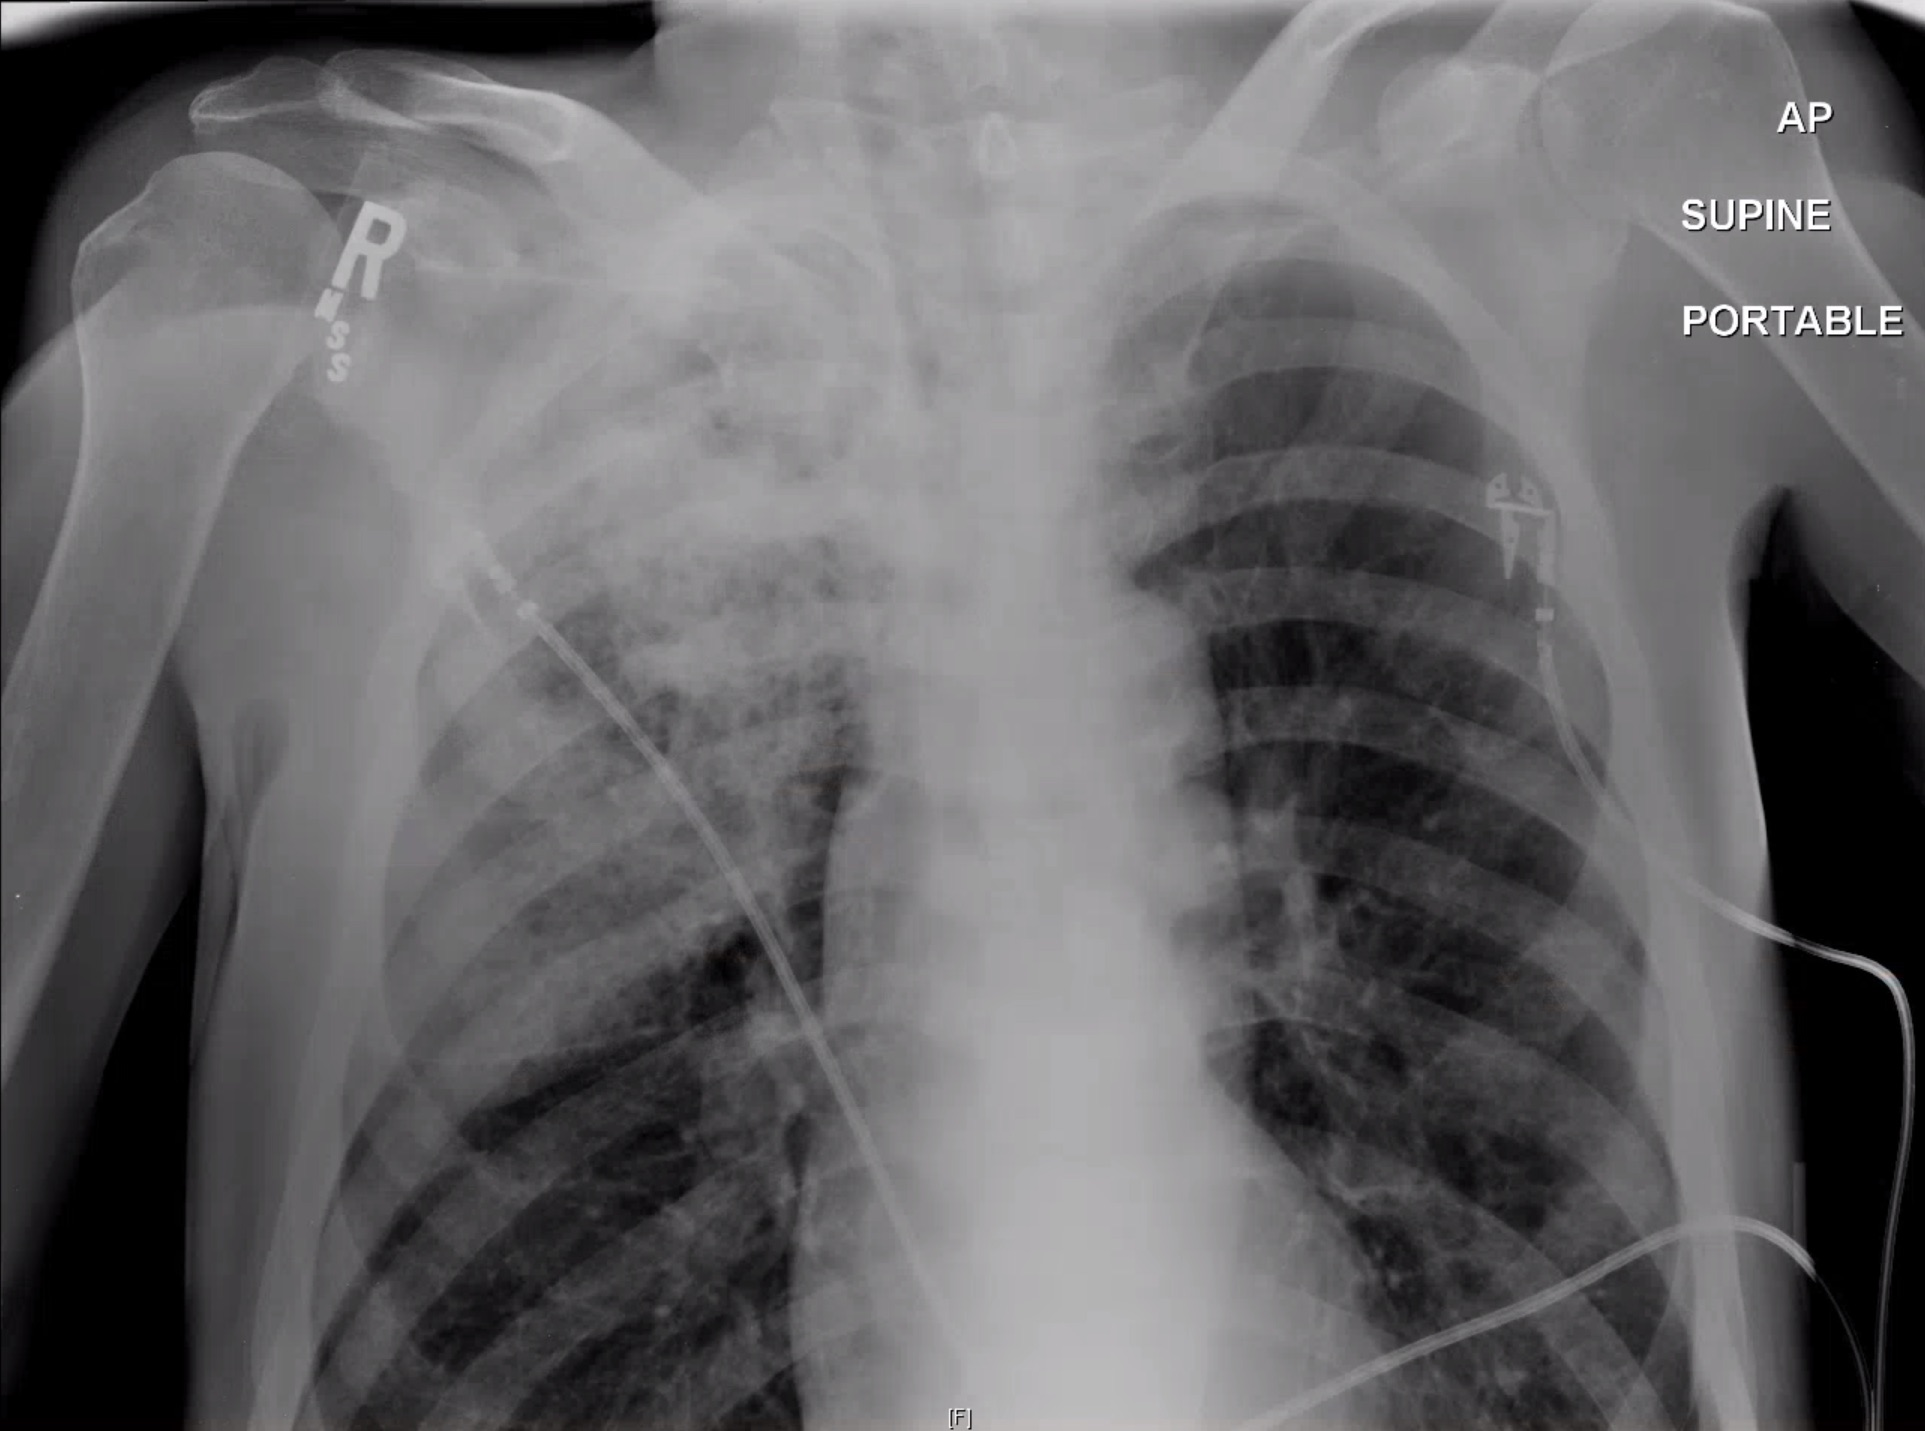 AP
R
SUPINE
N
S
S
PORTABLE
[F]